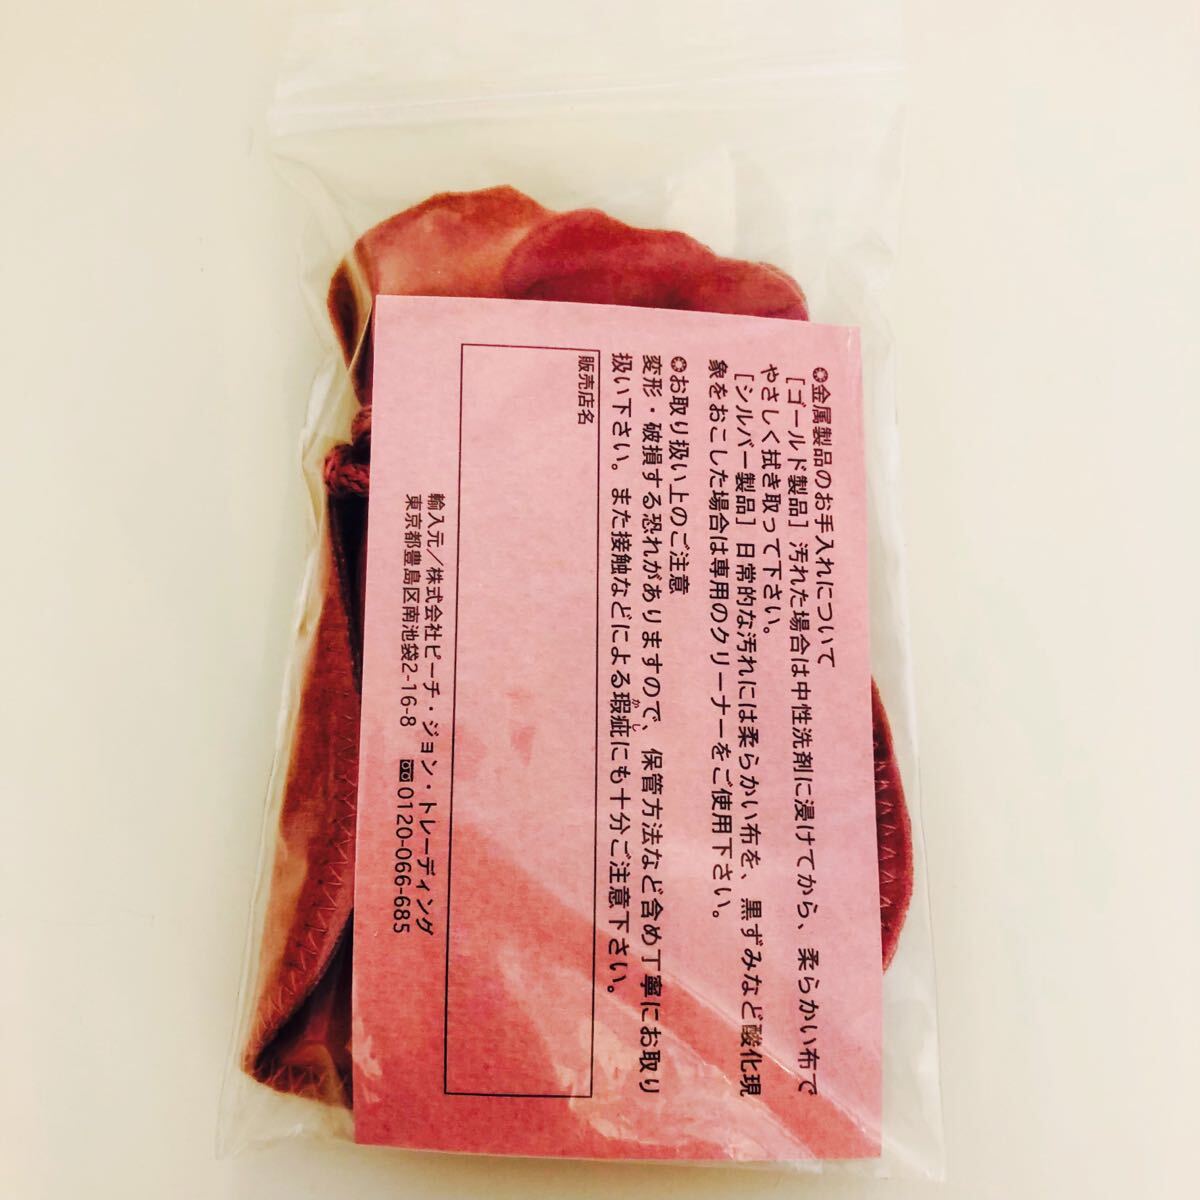 ✪金属製品のお手入れについて
［ゴールド製品］汚れた場合は中性洗剤に浸けてから、柔らかい布で
やさしく拭き取って下さい。
［シルバー製品］日常的な汚れには柔らかい布を、黒ずみなど酸化現
象をおこした場合は専用のクリーナーをご使用下さい。
✪お取り扱い上のご注意
変形・破損する恐れがありますので、保管方法など含め丁寧にお取り
かし
扱い下さい。また接触などによる瑕疵にも十分ご注意下さい。
販売店名
輸入元／株式会社ピーチ・ジョン・トレーディング
東京都豊島区南池袋2-16-8 0120-066-685